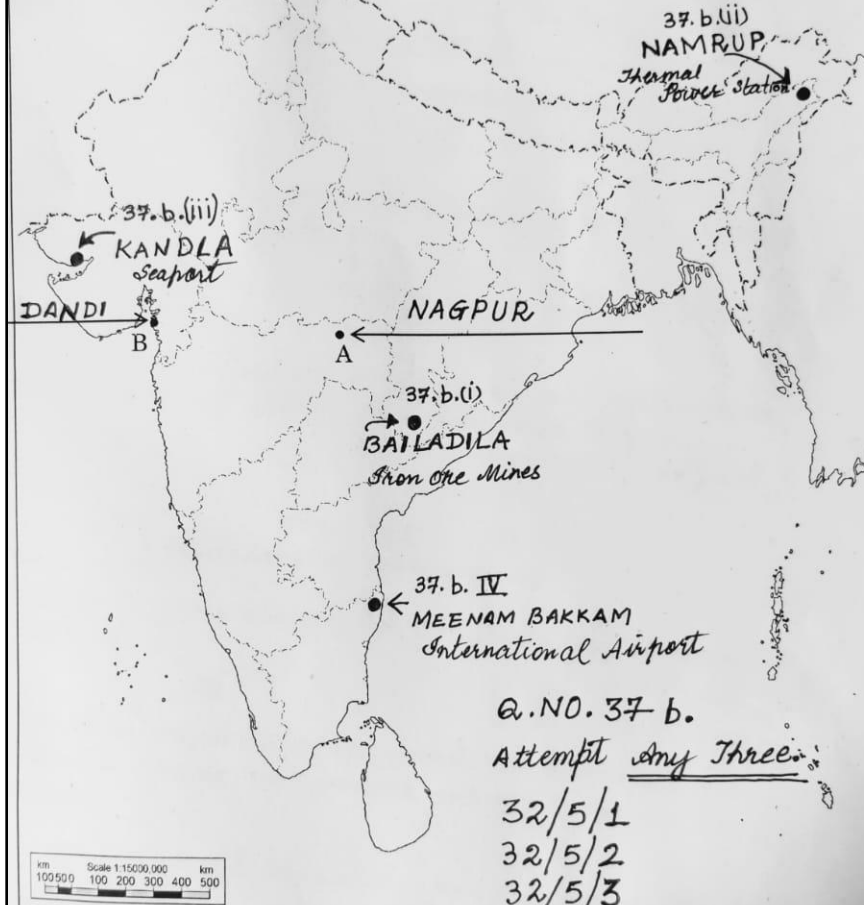 37.b.(ii)
NAMRUP
Thermal
Power Station
37.b.(iii)
KANDLA
Seaport
DANDI
B
NAGPUR
A
37.b.(i)
BAILADILA
Iron ore Mines
37.b. IV
MEENAM BAKKAM
International Airport
Q.NO. 37 b.
Attempt Any Three.
32/5/1
32/5/2
32/5/3
km Scale 1:15000,000 km
100 50 0 100 200 300 400 500